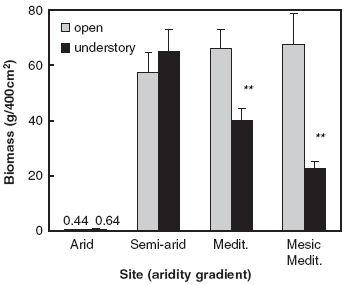 80
60
40
20
0
Biomass (g/400cm²)
open
understory
**
**
0.44 0.64
Arid Semi-arid Medit. Mesic
Medit.
Site (aridity gradient)